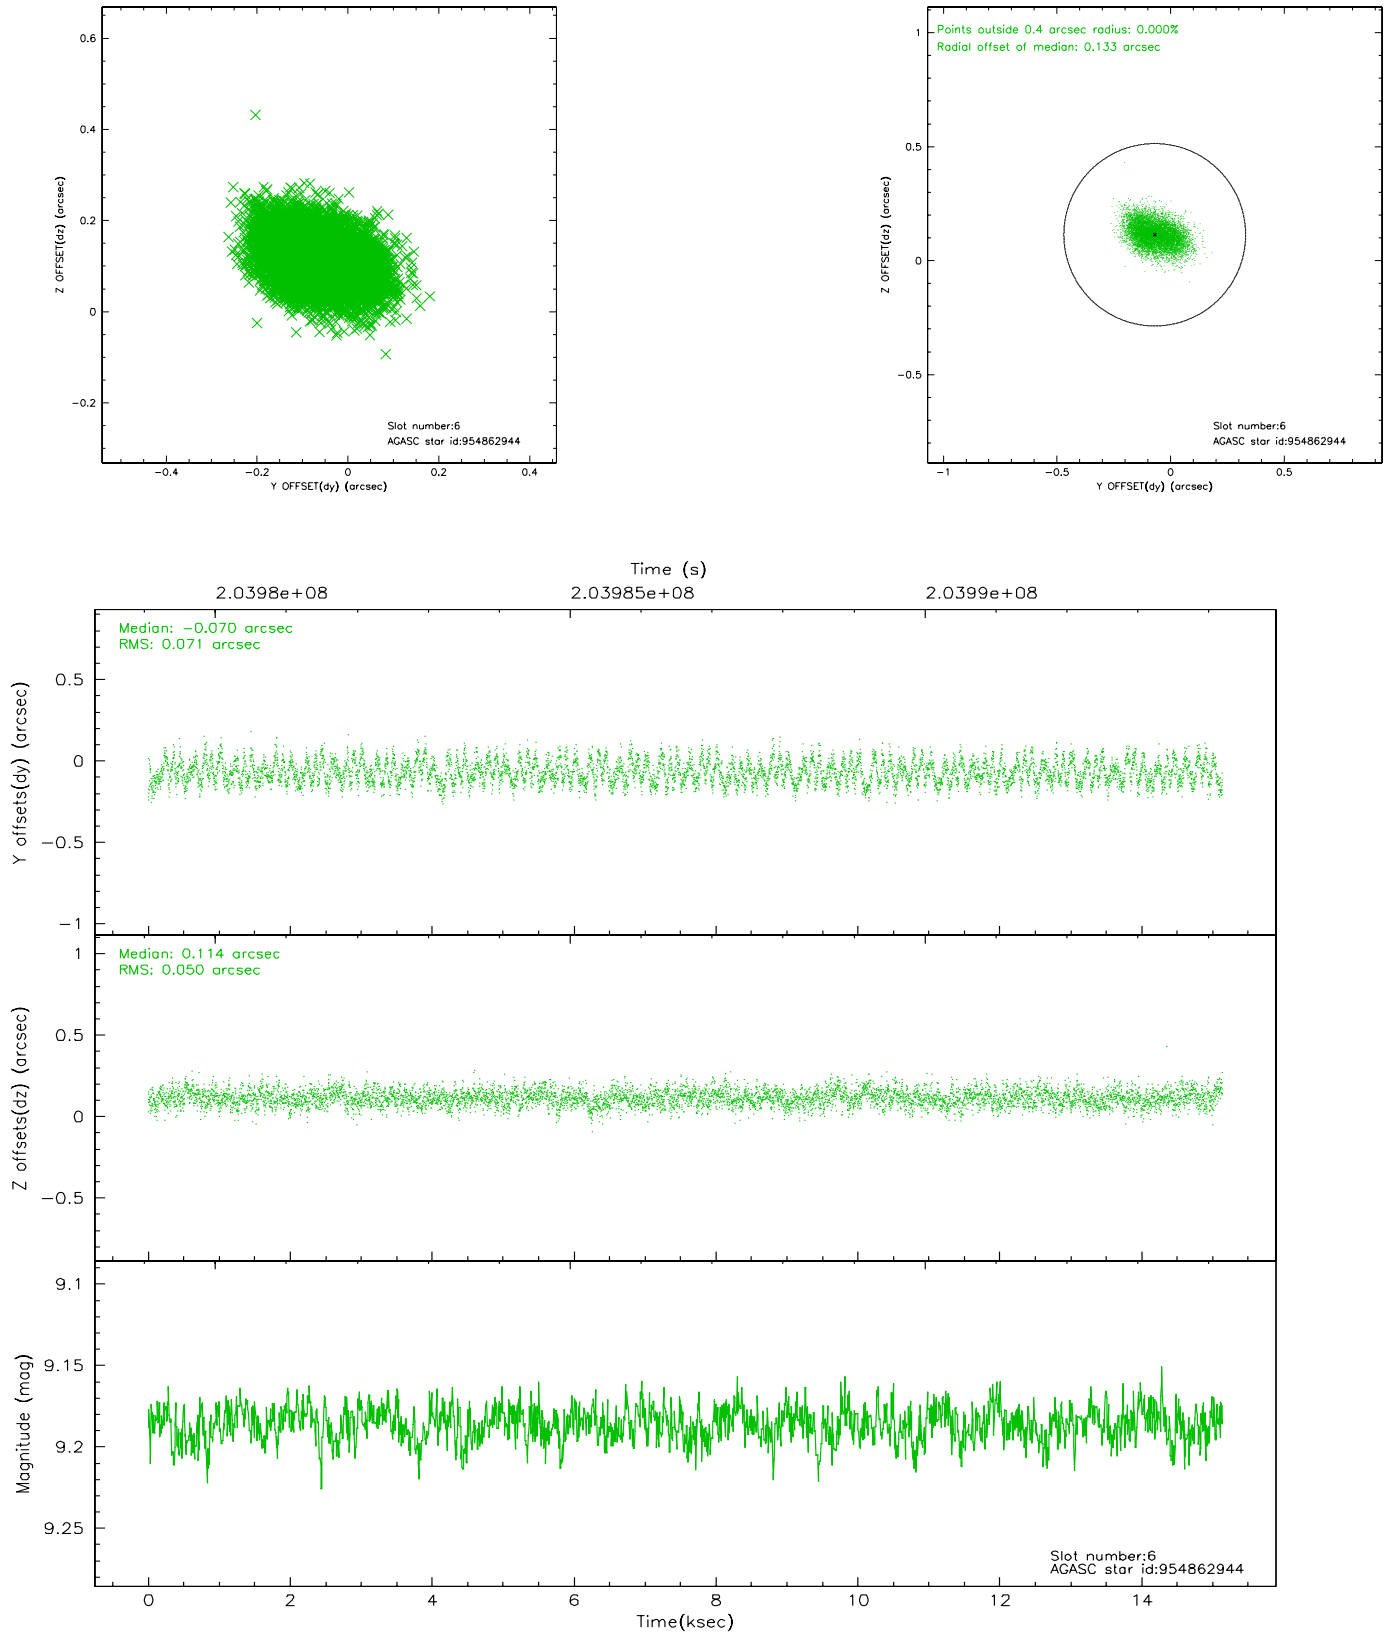 0.6
0.4
0.2
0
−0.2
Z OFFSET(dz) (arcsec)
Slot number:6
AGASC star id:954862944
−0.4 −0.2 0 0.2 0.4
Y OFFSET(dy) (arcsec)
Points outside 0.4 arcsec radius: 0.000%
Radial offset of median: 0.133 arcsec
1
0.5
0
−0.5
Z OFFSET(dz) (arcsec)
Slot number:6
AGASC star id:954862944
−1 −0.5 0 0.5
Y OFFSET(dy) (arcsec)
Time (s)
2.0398e+08 2.03985e+08 2.0399e+08
Median: −0.070 arcsec
RMS: 0.071 arcsec
0.5
0
−0.5
−1
Y offsets(dy) (arcsec)
Median: 0.114 arcsec
RMS: 0.050 arcsec
1
0.5
0
−0.5
Z offsets(dz) (arcsec)
9.1
9.15
9.2
9.25
Magnitude (mag)
Slot number:6
AGASC star id:954862944
0 2 4 6 8 10 12 14
Time(ksec)